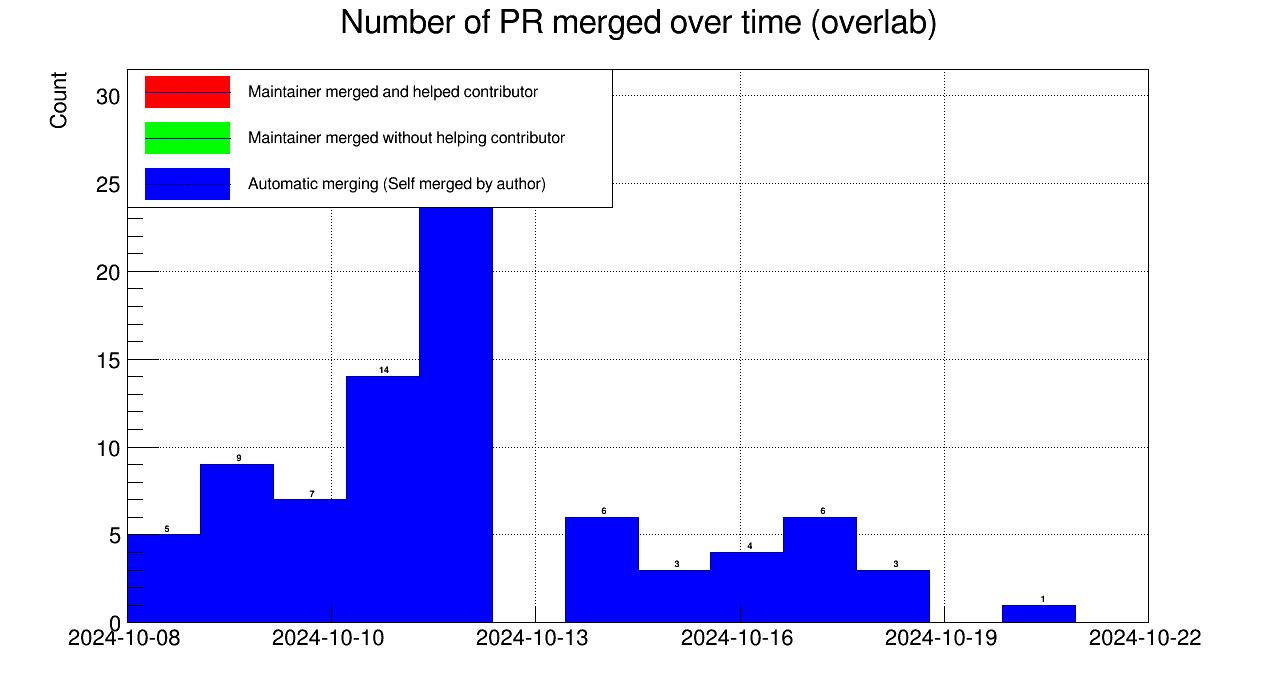 Number of PR merged over time (overlab)
Count
30
25
20
15
10
5
0
Maintainer merged and helped contributor
Maintainer merged without helping contributor
Automatic merging (Self merged by author)
5
9
7
14
6
3
4
6
3
1
2024-10-08 2024-10-10 2024-10-13 2024-10-16 2024-10-19 2024-10-22